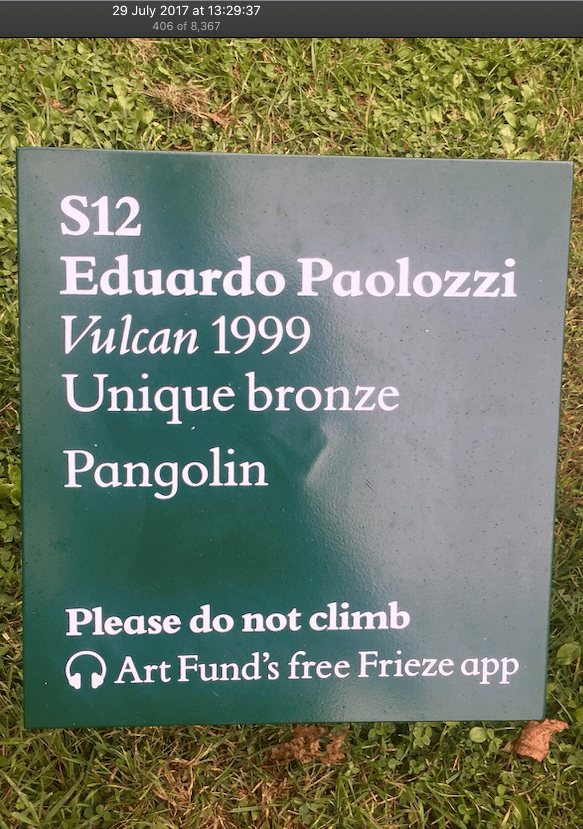 29 July 2017 at 13:29:37
406 of 8,367
S12
Eduardo Paolozzi
Vulcan 1999
Unique bronze
Pangolin
Please do not climb
Art Fund’s free Frieze app